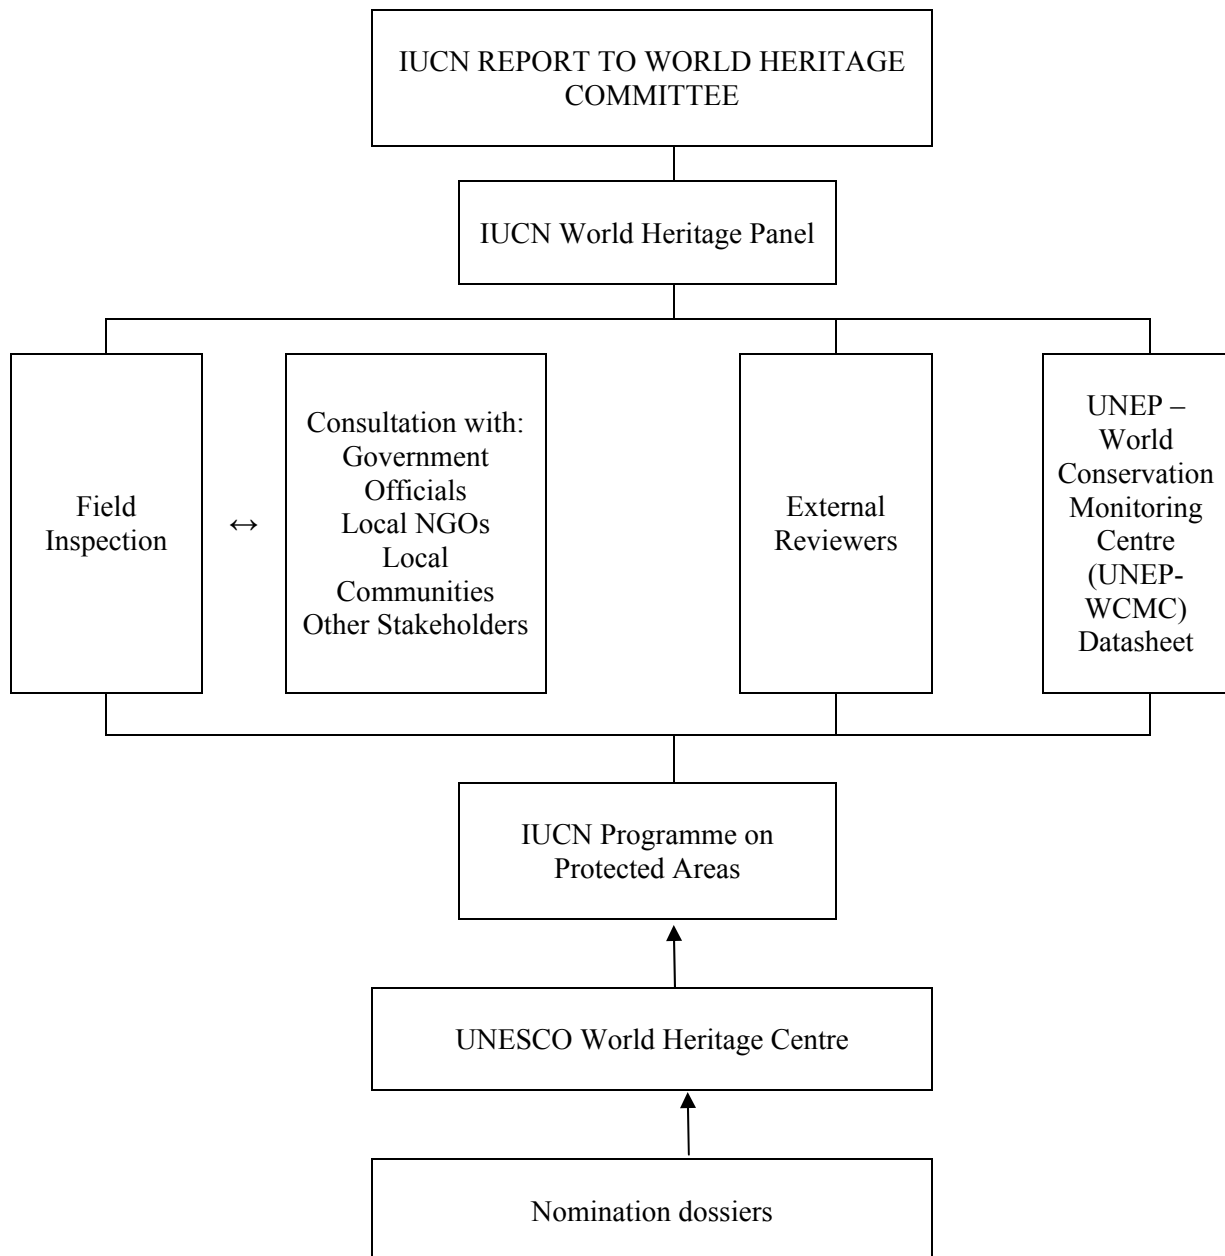 IUCN REPORT TO WORLD HERITAGE
COMMITTEE
IUCN World Heritage Panel
Field
Inspection
↔
Consultation with:
Government
Officials
Local NGOs
Local
Communities
Other Stakeholders
External
Reviewers
UNEP –
World
Conservation
Monitoring
Centre
(UNEP-
WCMC)
Datasheet
IUCN Programme on
Protected Areas
UNESCO World Heritage Centre
Nomination dossiers